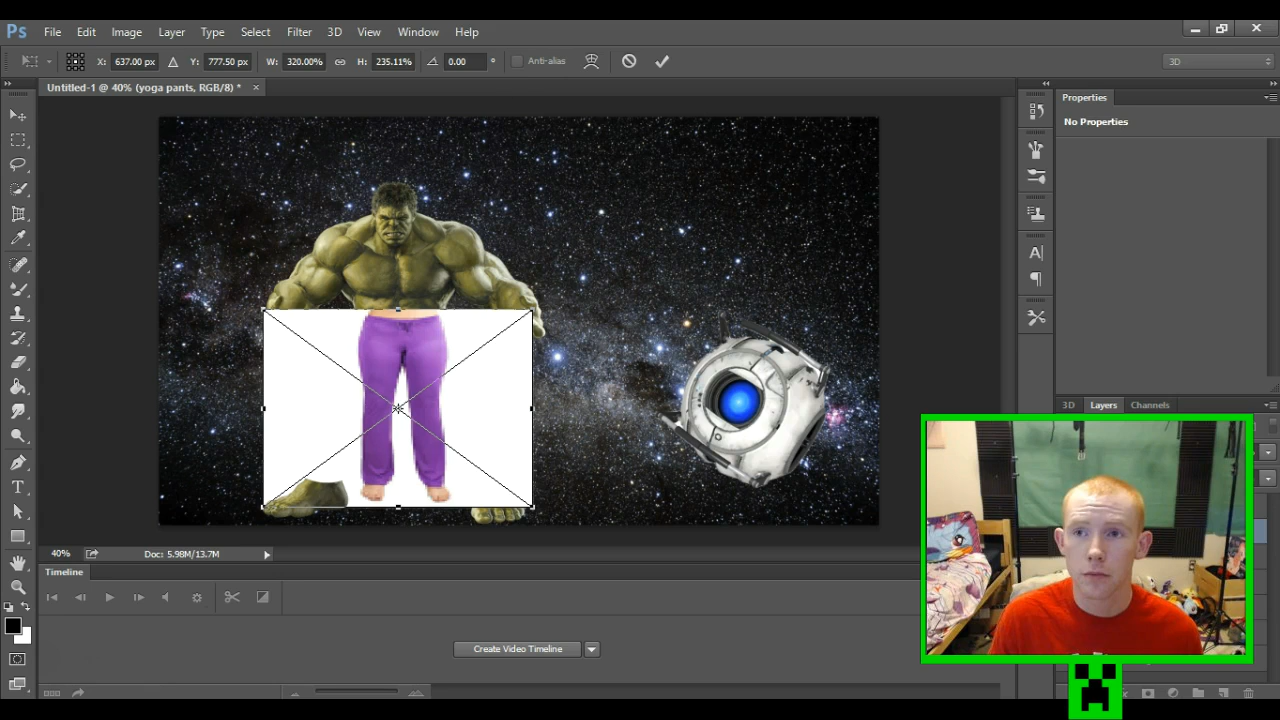 Ps File Edit Image Layer Type Select Filter 3D View Window Help
X: 637.00 px Y: 777.50 px W: 320.00% H: 235.11% 0.00 ° Anti-alias 3D
Untitled-1 @ 40% (yoga pants, RGB/8) * ×
Properties
No Properties
3D Layers Channels
40% Doc: 5.98M/13.7M
Timeline
Create Video Timeline